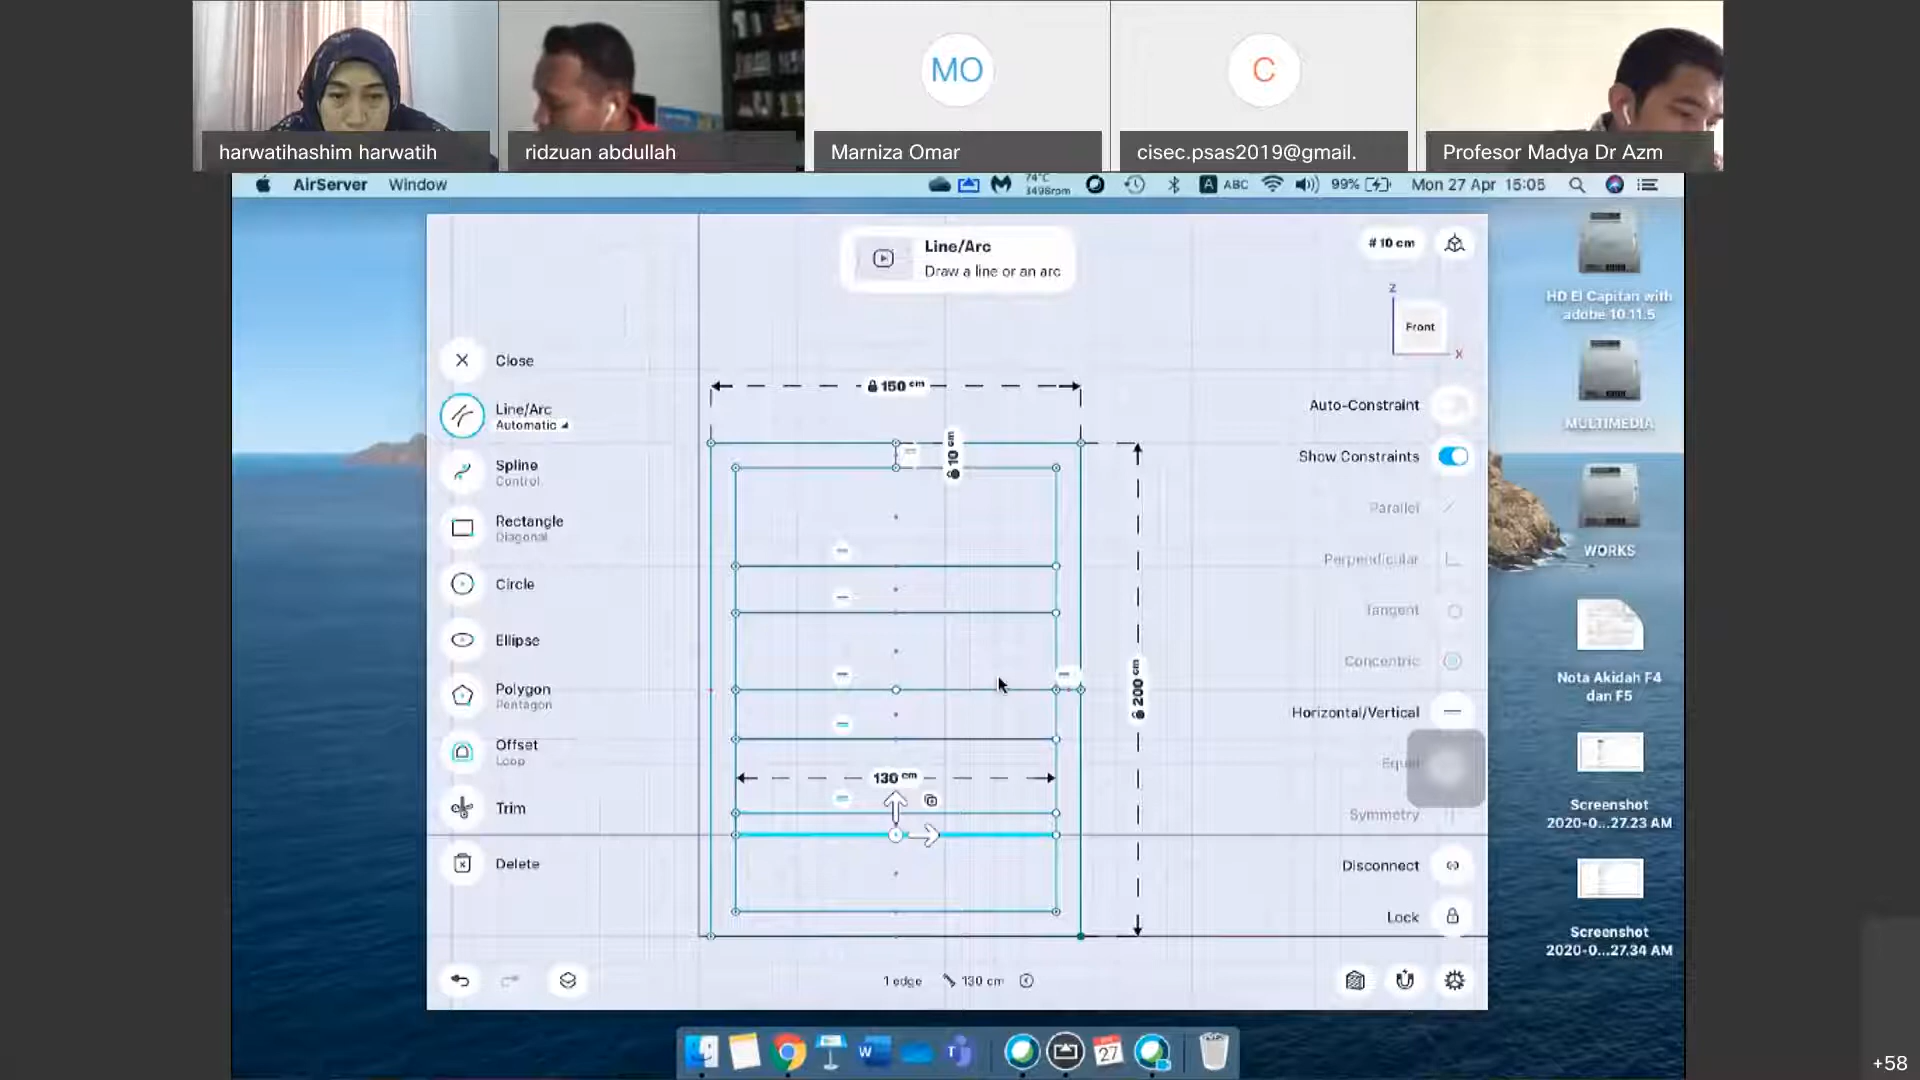 MO
C
harwatihashim harwatih
ridzuan abdullah
Marniza Omar
cisec.psas2019@gmail.
Profesor Madya Dr Azm
AirServer Window
74°C
3498rpm
A ABC
99%
Mon 27 Apr 15:05
Line/Arc
Draw a line or an arc
# 10 cm
Z
Front
X
HD El Capitan with
adobe 10.11.5
MULTIMEDIA
WORKS
Nota Akidah F4
dan F5
Screenshot
2020-0...27.23 AM
Screenshot
2020-0...27.34 AM
Close
Line/Arc
Automatic
Spline
Control
Rectangle
Diagonal
Circle
Ellipse
Polygon
Pentagon
Offset
Loop
Trim
Delete
150 cm
10 cm
200 cm
130 cm
Auto-Constraint
Show Constraints
Parallel
Perpendicular
Tangent
Concentric
Horizontal/Vertical
Symmetry
Disconnect
Lock
1 edge 130 cm
W
T
27
+58